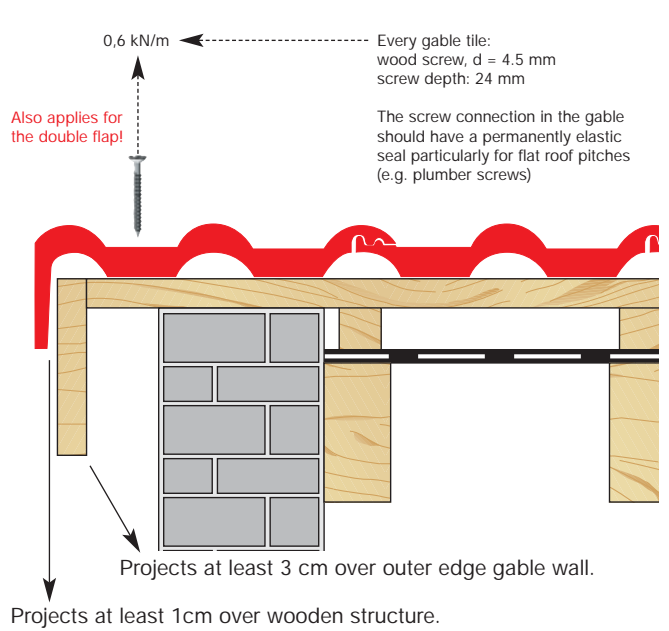 0,6 kN/m
Every gable tile:
wood screw, d = 4.5 mm
screw depth: 24 mm
Also applies for
the double flap!
The screw connection in the gable
should have a permanently elastic
seal particularly for flat roof pitches
(e.g. plumber screws)
Projects at least 3 cm over outer edge gable wall.
Projects at least 1cm over wooden structure.